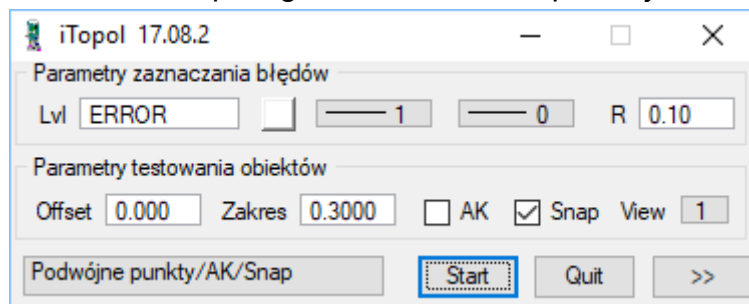 iTopol 17.08.2
Parametry zaznaczania błędów
Lvl ERROR 1 0 R 0.10
Parametry testowania obiektów
Offset 0.000 Zakres 0.3000 AK Snap View 1
Podwójne punkty/AK/Snap Start Quit >>